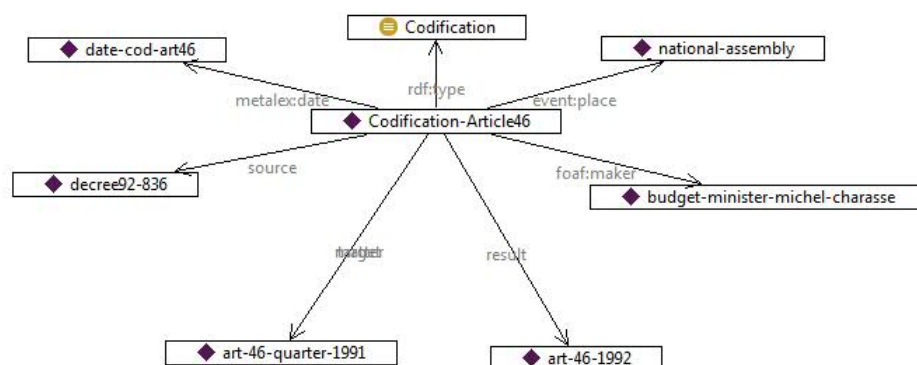 Codification
date-cod-art46
national-assembly
rdf:type
metalex:date
event:place
Codification-Article46
source
foaf:maker
decree92-836
budget-minister-michel-charasse
result
art-46-quarter-1991
art-46-1992